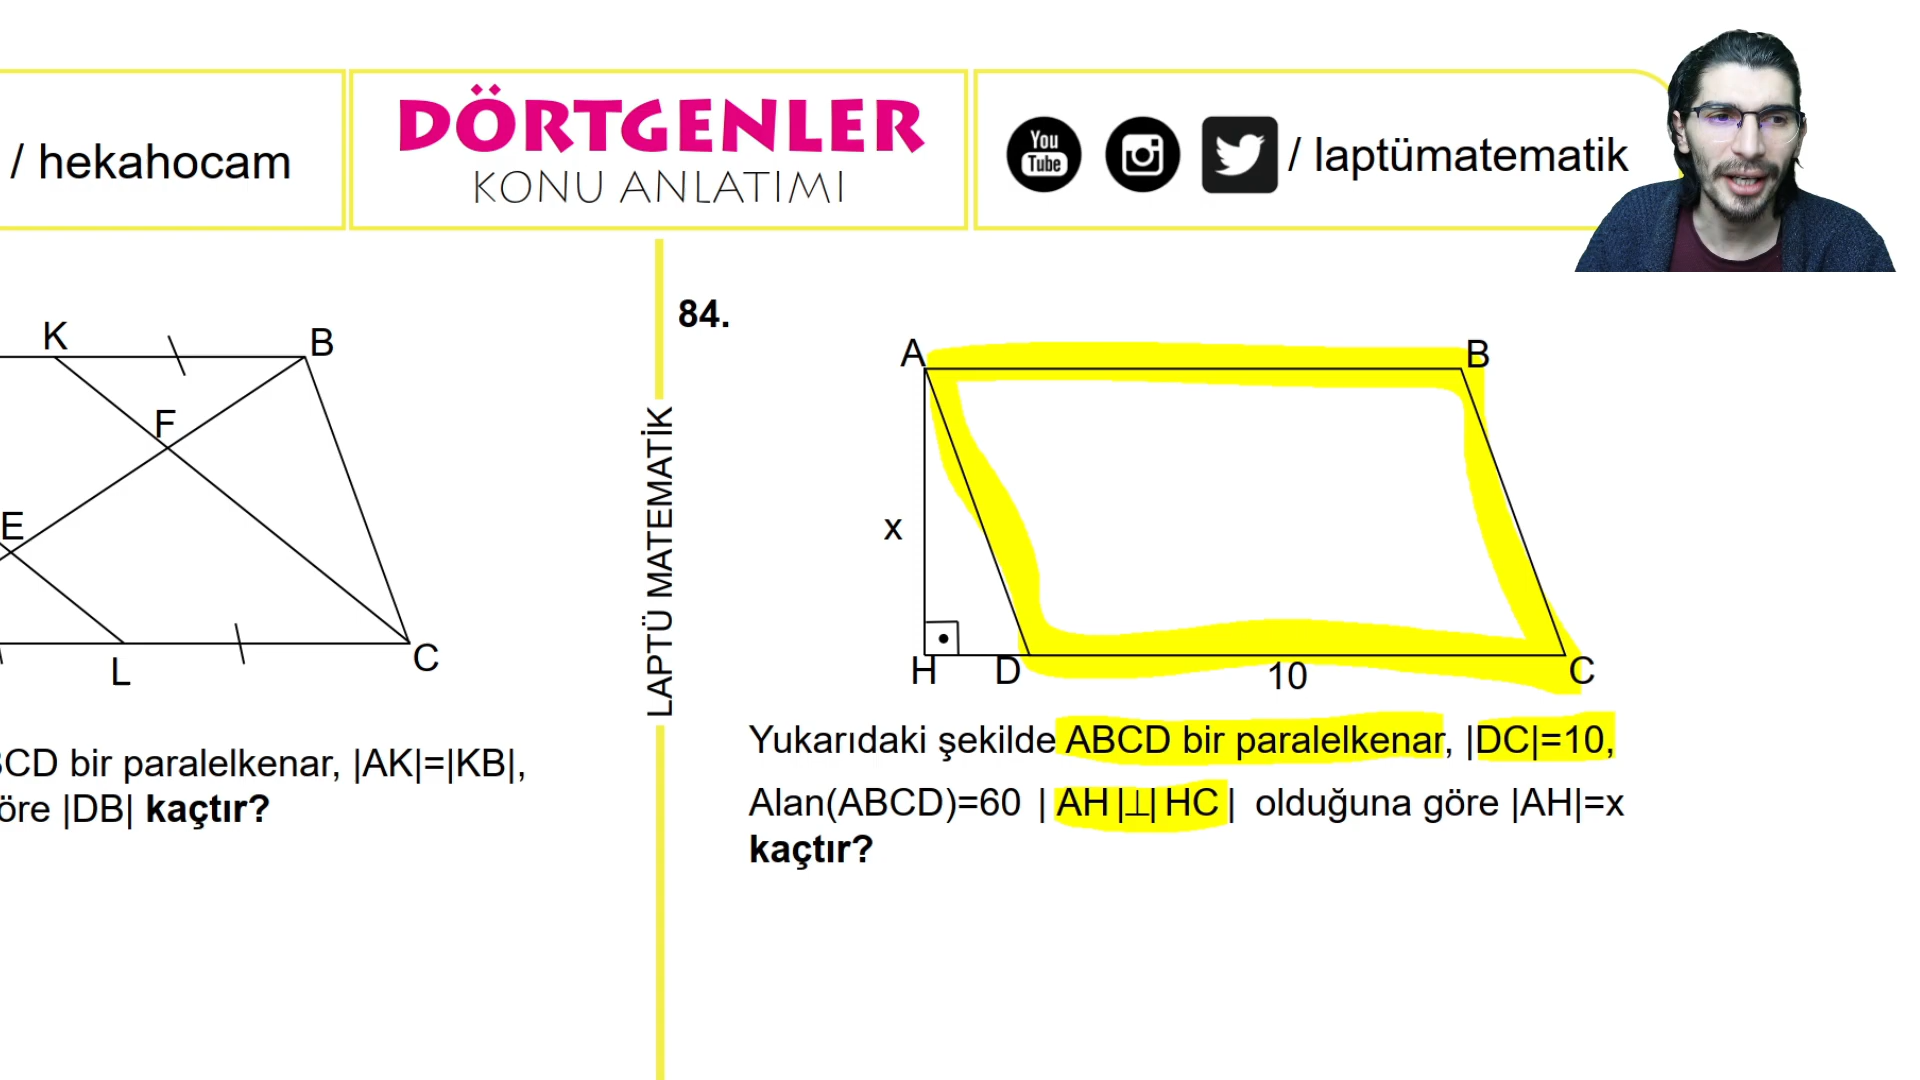 / hekahocam
DÖRTGENLER
KONU ANLATIMI
You
Tube
/ laptümatematik
K
B
F
E
L
C
BCD bir paralelkenar, |AK|=|KB|,
öre |DB| kaçtır?
LAPTÜ MATEMATİK
84.
A
B
x
H
D
10
C
Yukarıdaki şekilde ABCD bir paralelkenar, |DC|=10,
Alan(ABCD)=60 | AH |⊥| HC | olduğuna göre |AH|=x
kaçtır?